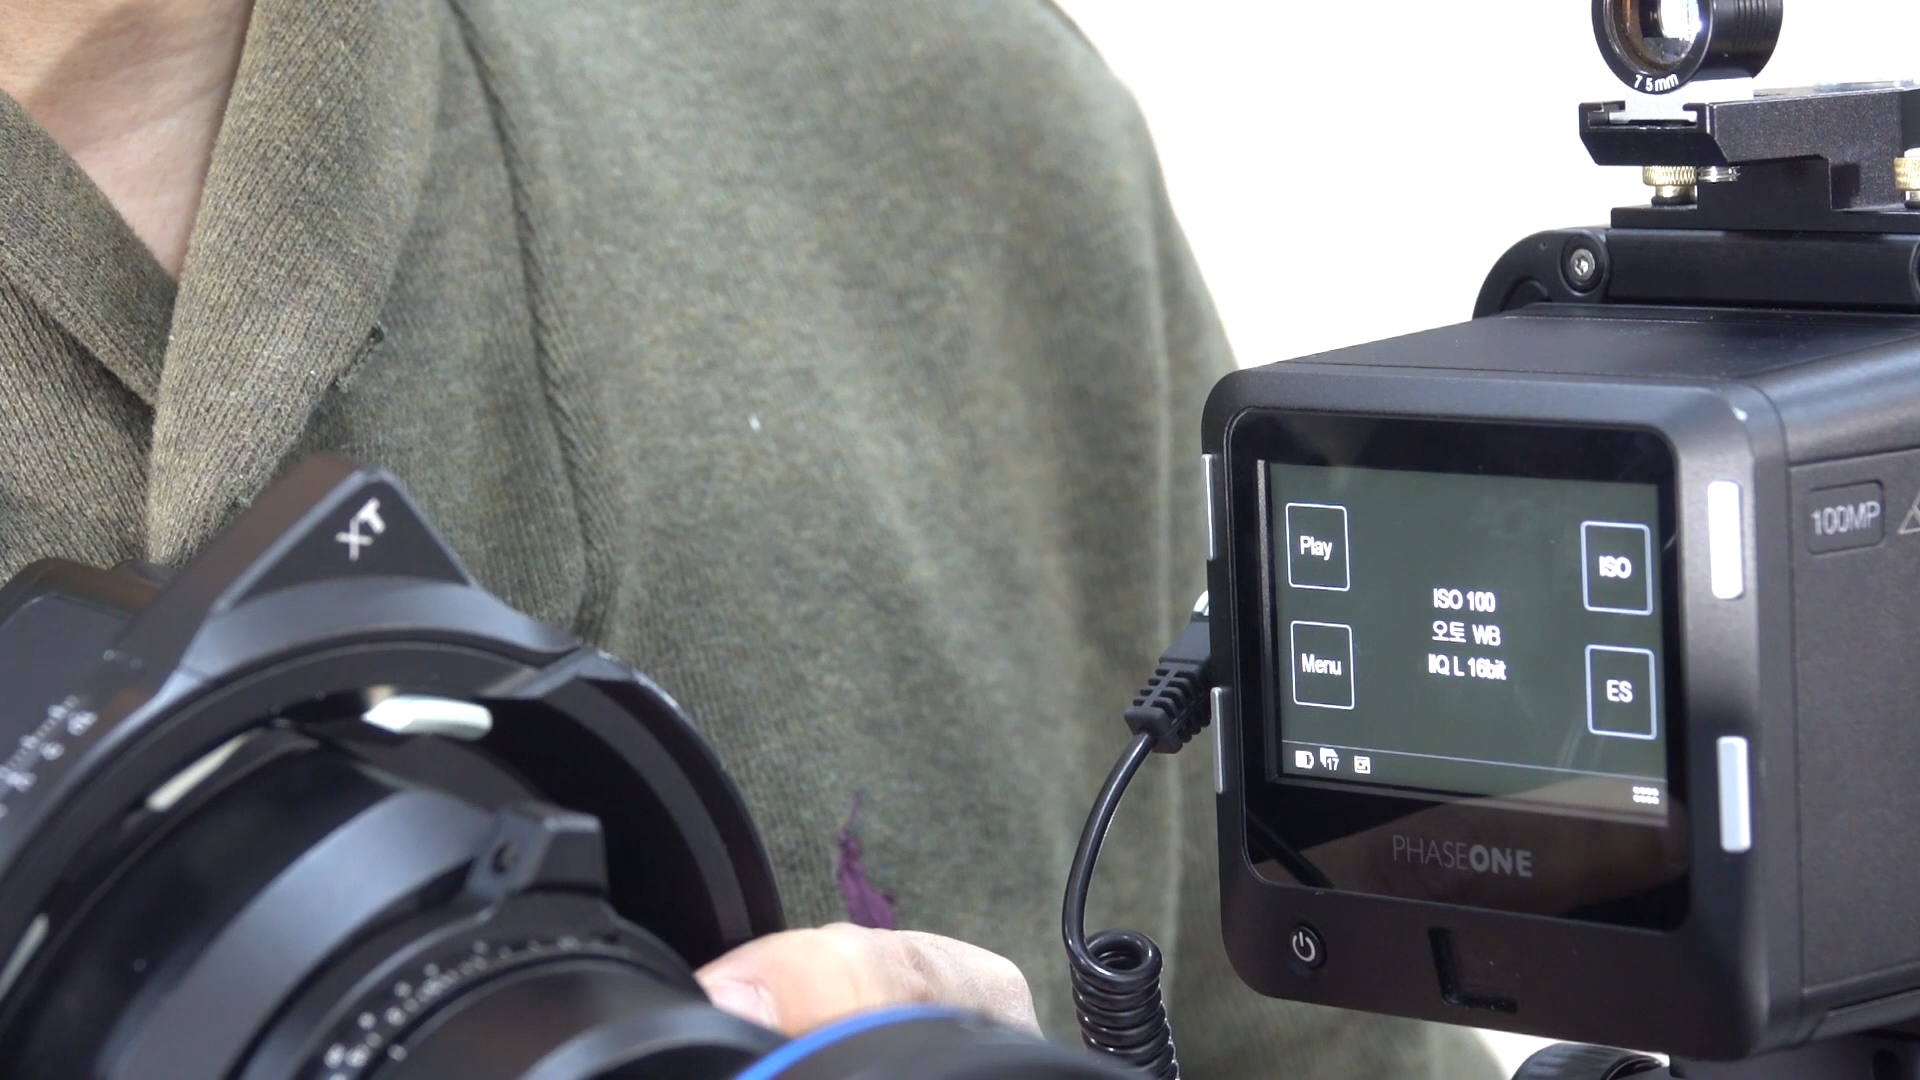 75mm
XT
100MP
Play
ISO
ISO 100
오토 WB
IIQ L 16bit
Menu
ES
17
PHASEONE